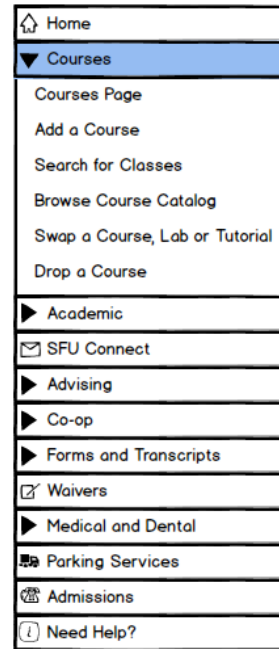 Home
Courses
Courses Page
Add a Course
Search for Classes
Browse Course Catalog
Swap a Course, Lab or Tutorial
Drop a Course
Academic
SFU Connect
Advising
Co-op
Forms and Transcripts
Waivers
Medical and Dental
Parking Services
Admissions
Need Help?